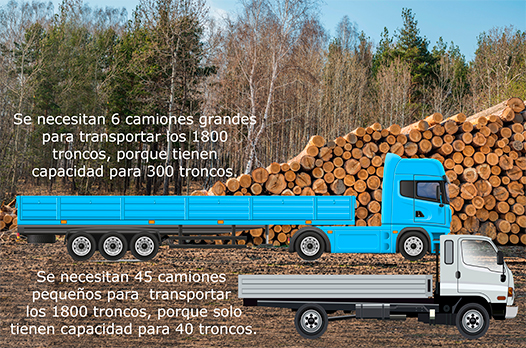 Se necesitan 6 camiones grandes
para transportar los 1800
troncos, porque tienen
capacidad para 300 troncos.
Se necesitan 45 camiones
pequeños para transportar
los 1800 troncos, porque solo
tienen capacidad para 40 troncos.